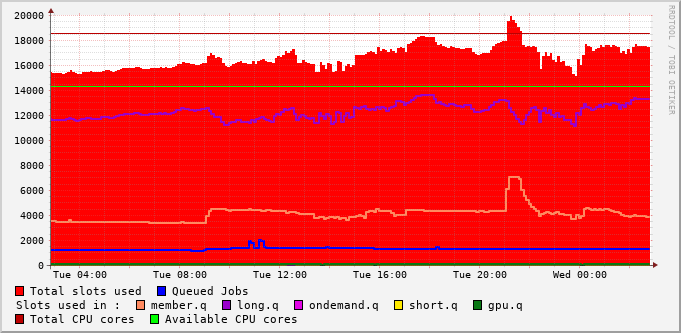 20000
18000
16000
14000
12000
10000
8000
6000
4000
2000
0
Tue 04:00 Tue 08:00 Tue 12:00 Tue 16:00 Tue 20:00 Wed 00:00
RRDTOOL / TOBI OETIKER
Total slots used Queued Jobs
Slots used in : member.q long.q ondemand.q short.q gpu.q
Total CPU cores Available CPU cores